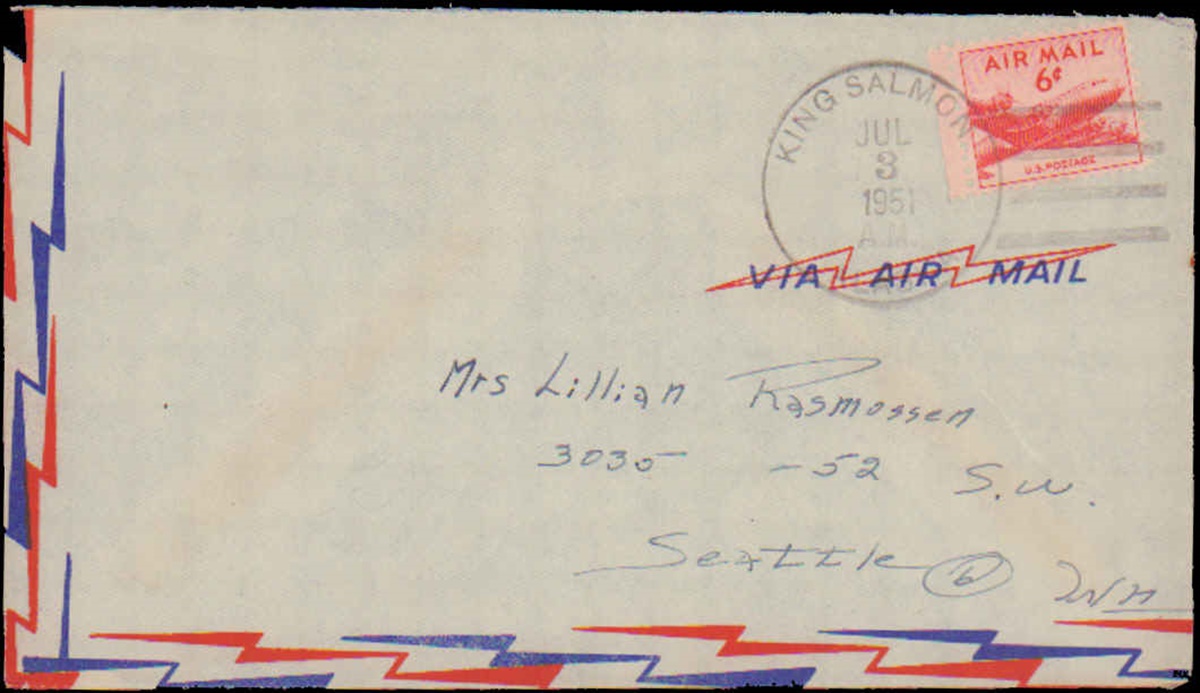 AIR MAIL
6¢
U.S. POSTAGE
KING SALMON
JUL
3
1951
A.M.
VIA AIR MAIL
Mrs Lillian Rasmossen
3035 - 52 S.W.
Seattle 6 Wn